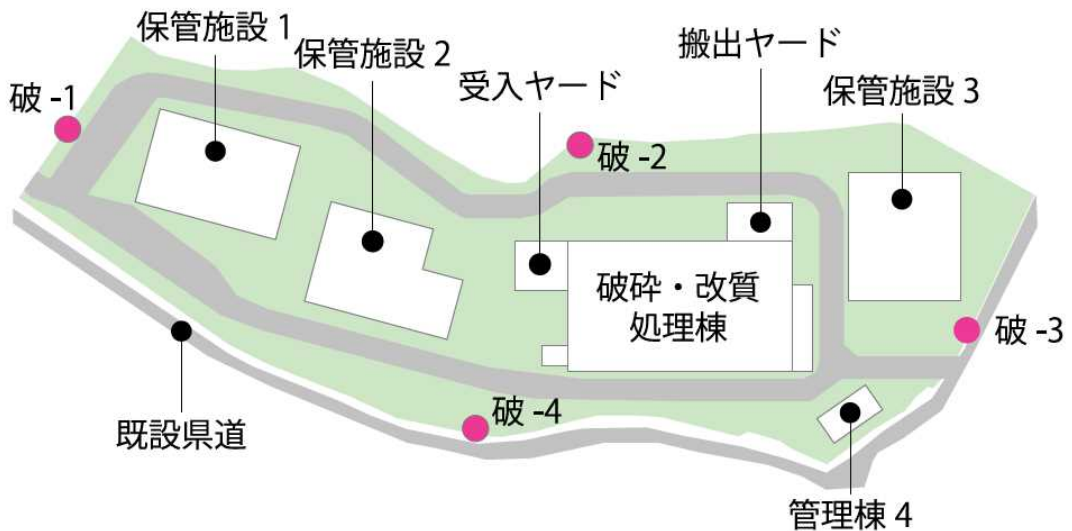 保管施設 1
保管施設 2
受入ヤード
搬出ヤード
保管施設 3
破 -1
破 -2
破砕・改質
処理棟
破 -3
破 -4
既設県道
管理棟 4